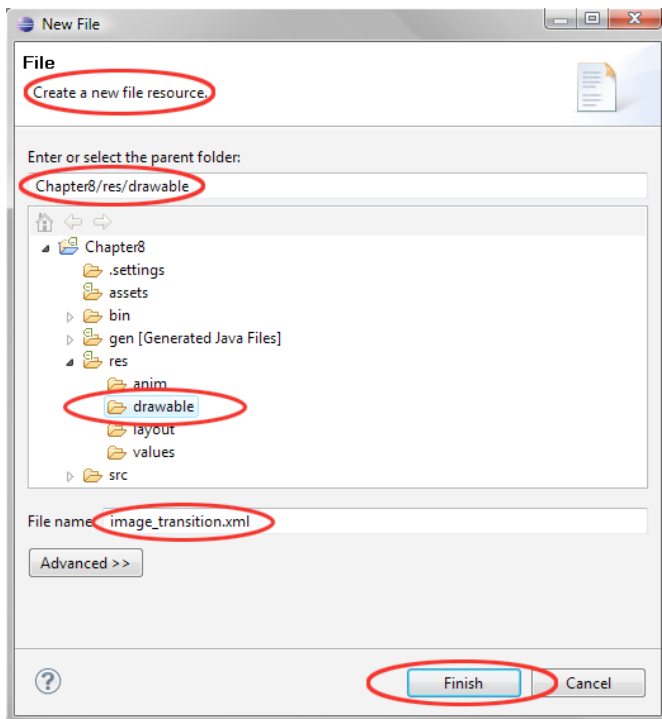 New File
File
Create a new file resource.
Enter or select the parent folder:
Chapter8/res/drawable
Chapter8
.settings
assets
bin
gen [Generated Java Files]
res
anim
drawable
layout
values
src
File name: image_transition.xml
Advanced >>
? Finish Cancel